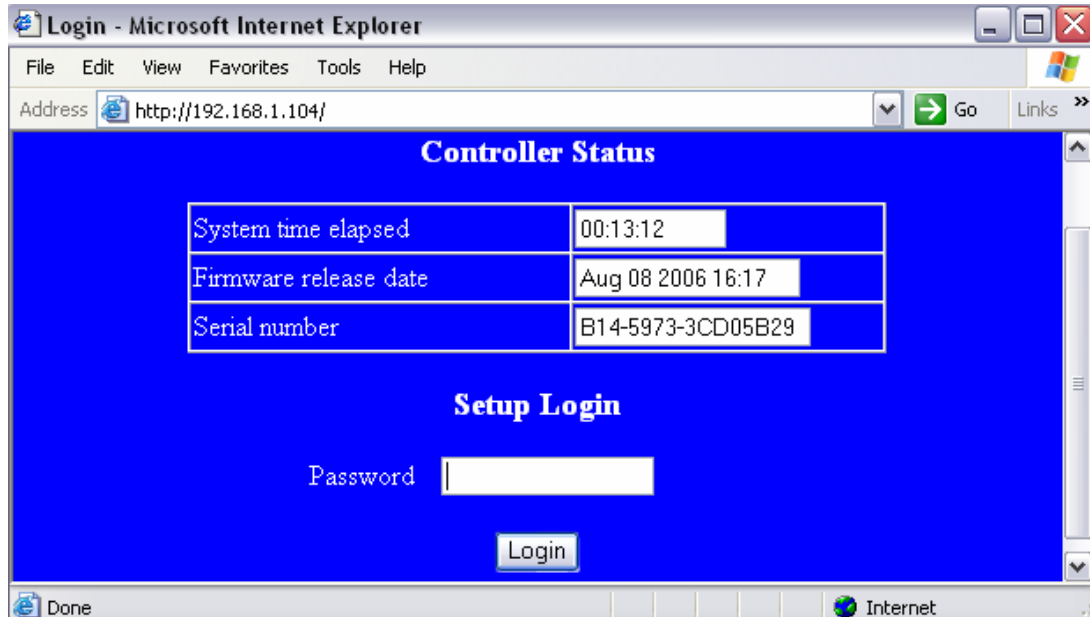 Login - Microsoft Internet Explorer
File Edit View Favorites Tools Help
Address http://192.168.1.104/ Go Links »
Controller Status
System time elapsed 00:13:12
Firmware release date Aug 08 2006 16:17
Serial number B14-5973-3CD05B29
Setup Login
Password
Login
Done Internet